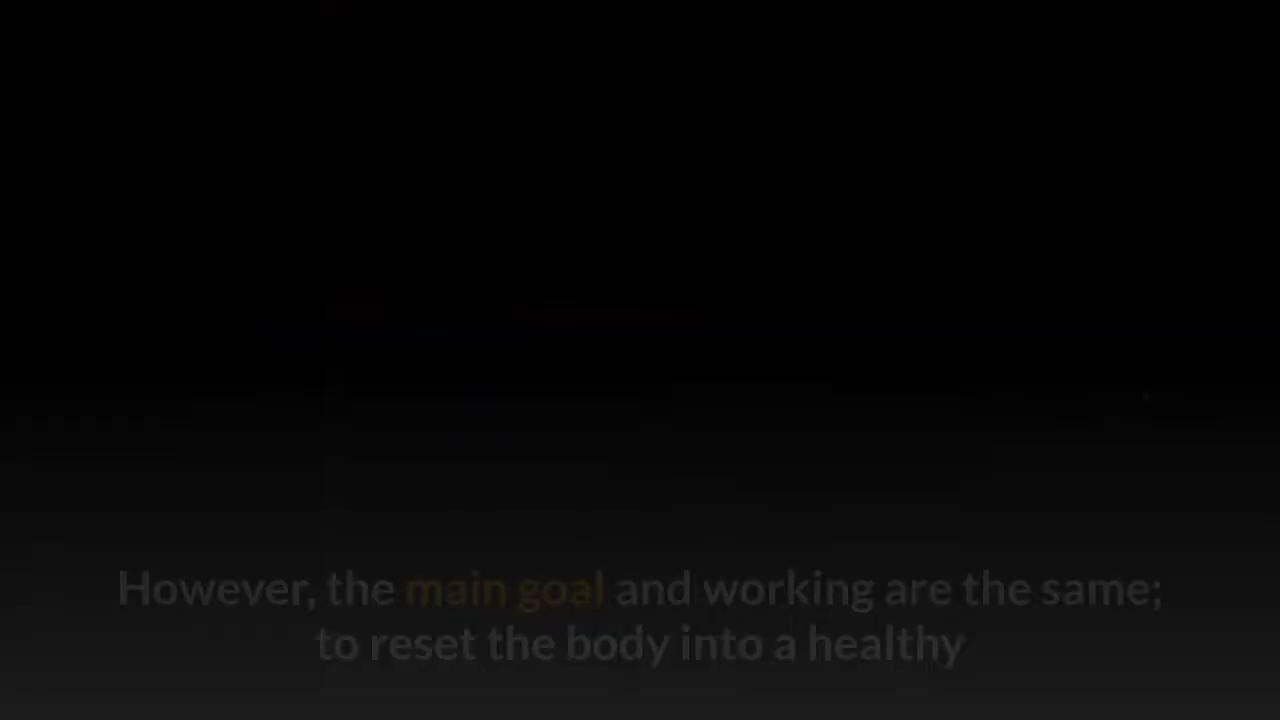 However, the main goal and working are the same;
to reset the body into a healthy